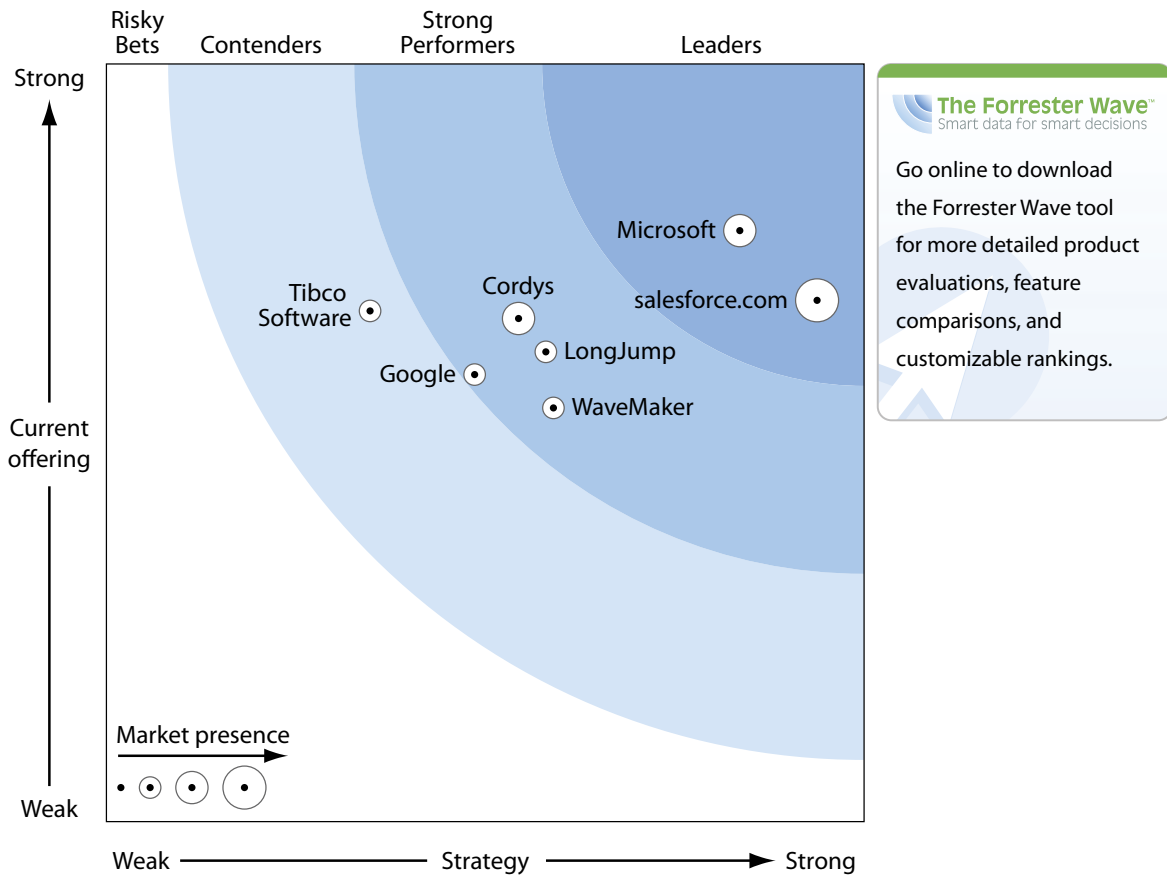 Risky
Bets
Contenders
Strong
Performers
Leaders
Strong
Current
offering
Weak
Microsoft
salesforce.com
Cordys
Tibco
Software
LongJump
Google
WaveMaker
Market presence
Weak
Strategy
Strong
The Forrester Wave™
Smart data for smart decisions
Go online to download
the Forrester Wave tool
for more detailed product
evaluations, feature
comparisons, and
customizable rankings.